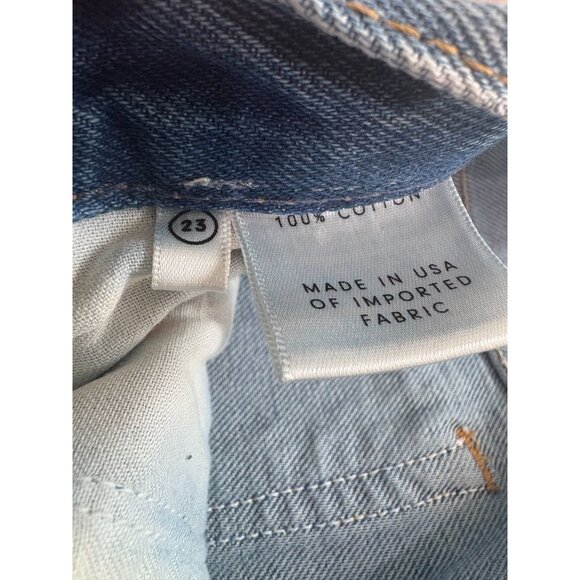 23
100% COTTON
MADE IN USA
OF IMPORTED
FABRIC